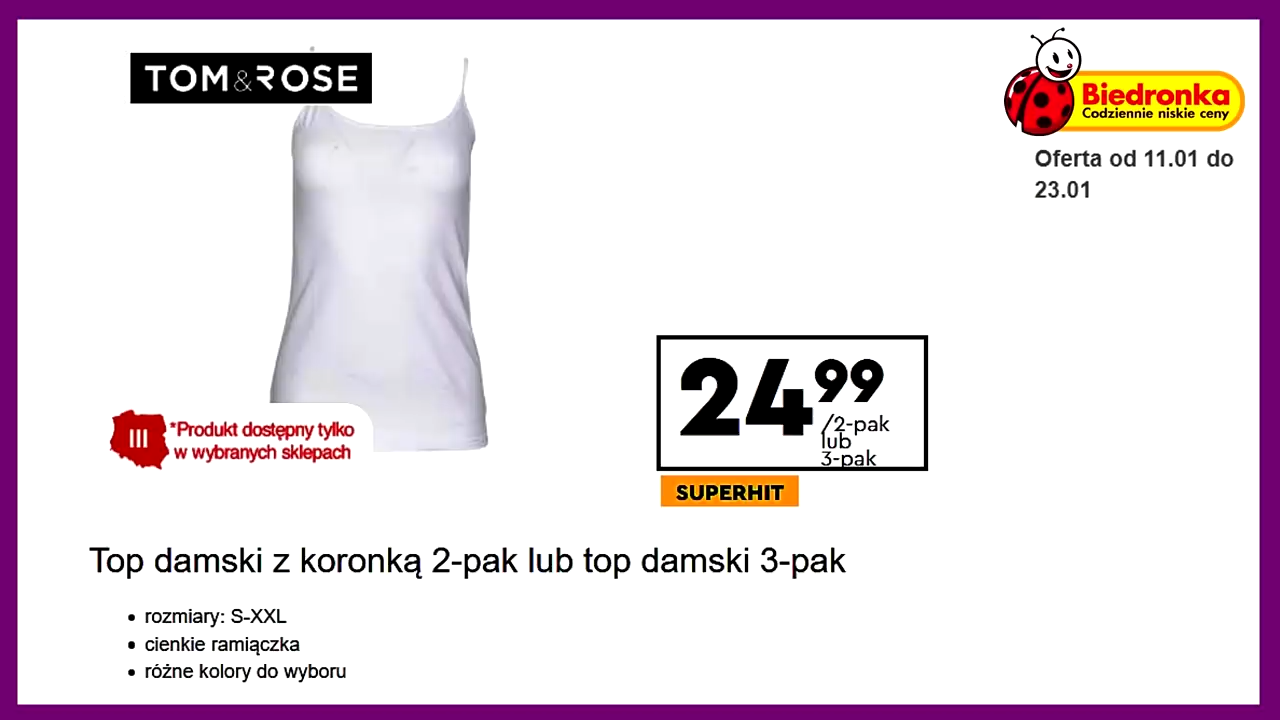 TOM&ROSE
Biedronka
Codziennie niskie ceny
Oferta od 11.01 do
23.01
III
*Produkt dostępny tylko
w wybranych sklepach
24 99
/2-pak
lub
3-pak
SUPERHIT
Top damski z koronką 2-pak lub top damski 3-pak
• rozmiary: S-XXL
• cienkie ramiączka
• różne kolory do wyboru